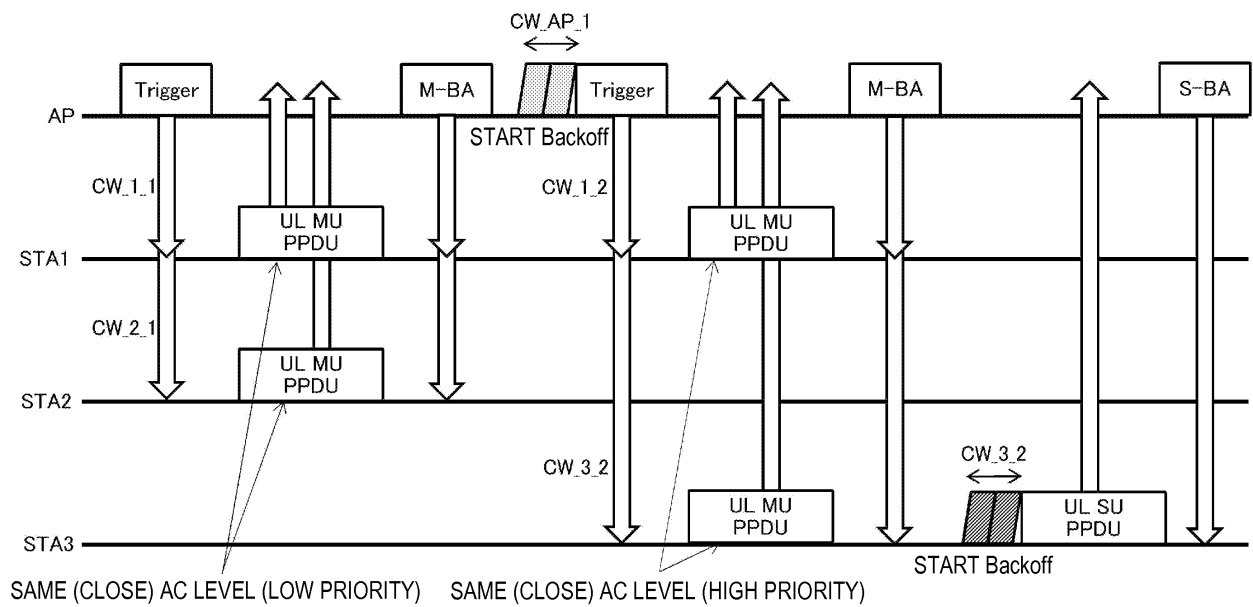 CW_AP_1
Trigger
M-BA
Trigger
M-BA
S-BA
AP
START Backoff
CW_1_1
CW_1_2
UL MU
PPDU
UL MU
PPDU
STA1
CW_2_1
UL MU
PPDU
STA2
CW_3_2
CW_3_2
UL MU
PPDU
UL SU
PPDU
STA3
START Backoff
SAME (CLOSE) AC LEVEL (LOW PRIORITY)
SAME (CLOSE) AC LEVEL (HIGH PRIORITY)